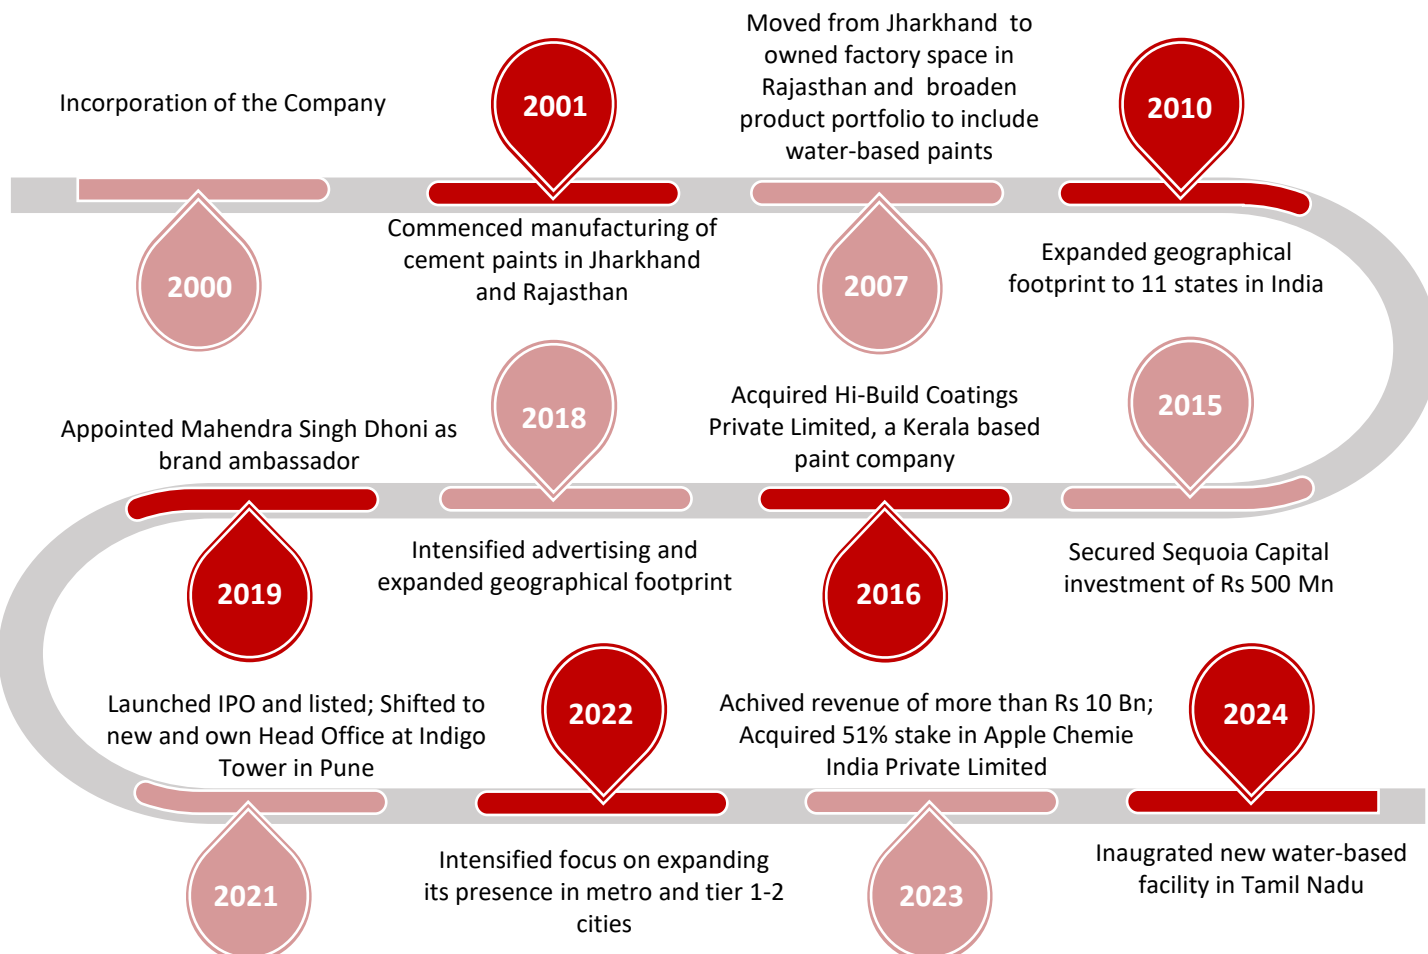 Incorporation of the Company
2000
2001
Commenced manufacturing of
cement paints in Jharkhand
and Rajasthan
Moved from Jharkhand to
owned factory space in
Rajasthan and broaden
product portfolio to include
water-based paints
2007
2010
Expanded geographical
footprint to 11 states in India
2015
Secured Sequoia Capital
investment of Rs 500 Mn
Acquired Hi-Build Coatings
Private Limited, a Kerala based
paint company
2016
2018
Intensified advertising and
expanded geographical footprint
Appointed Mahendra Singh Dhoni as
brand ambassador
2019
Launched IPO and listed; Shifted to
new and own Head Office at Indigo
Tower in Pune
2021
2022
Intensified focus on expanding
its presence in metro and tier 1-2
cities
Achived revenue of more than Rs 10 Bn;
Acquired 51% stake in Apple Chemie
India Private Limited
2023
2024
Inaugrated new water-based
facility in Tamil Nadu